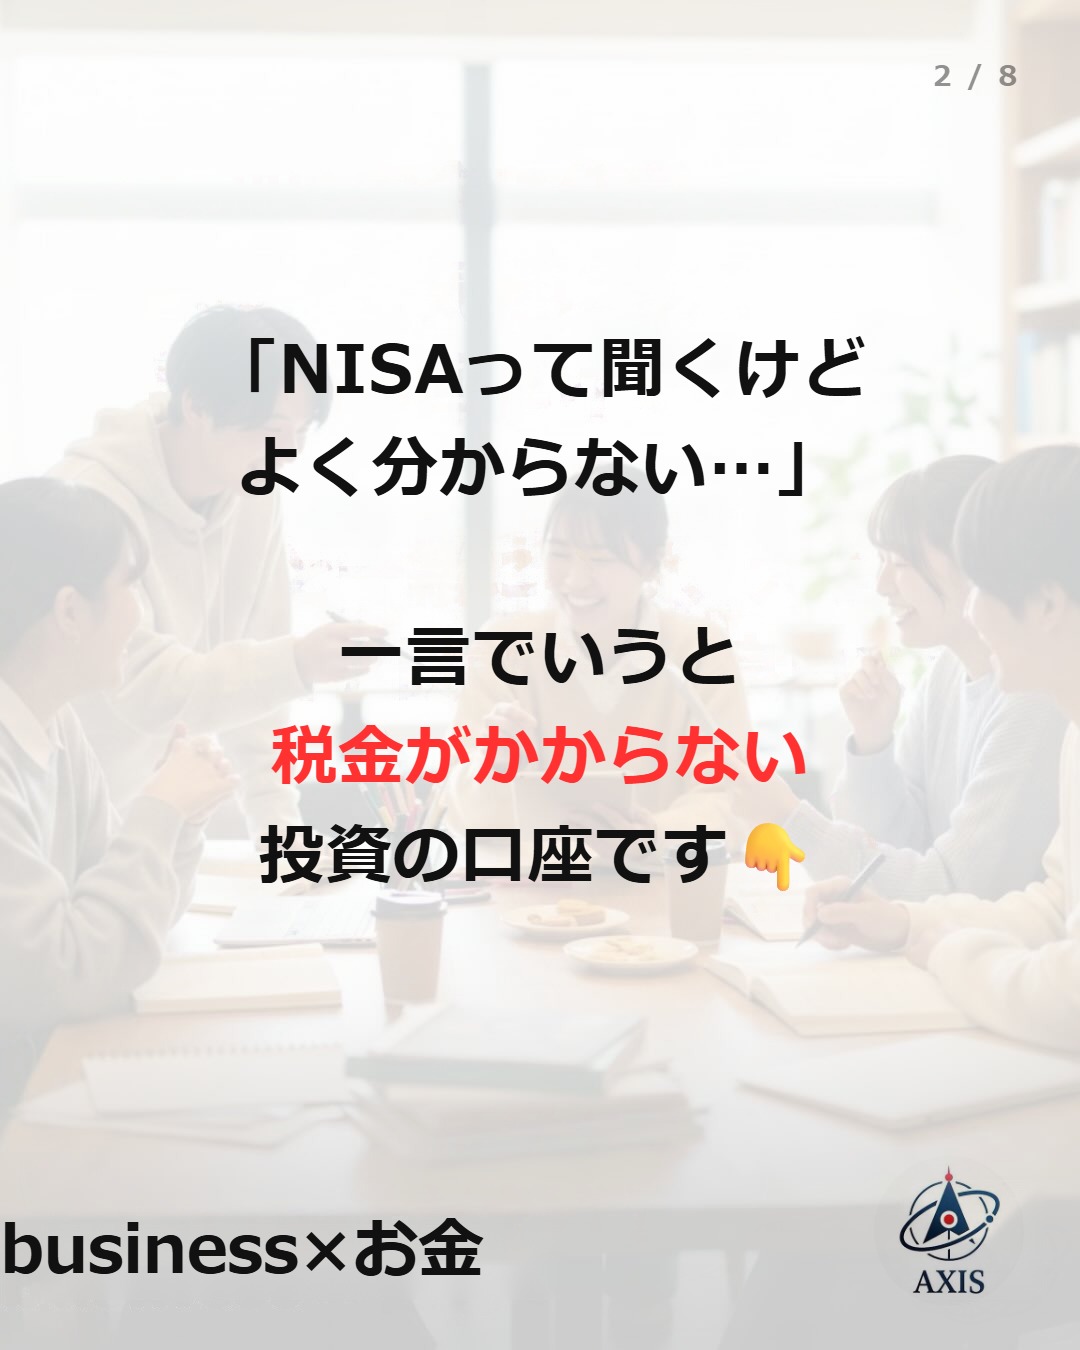 2 / 8
「NISAって聞くけど
よく分からない…」
一言でいうと
税金がかからない
投資の口座です👇
business×お金
AXIS